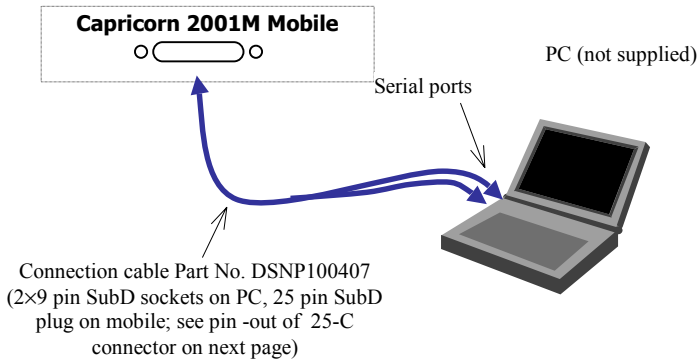 Capricorn 2001M Mobile
PC (not supplied)
Serial ports
Connection cable Part No. DSNP100407
(2×9 pin SubD sockets on PC, 25 pin SubD
plug on mobile; see pin -out of 25-C
connector on next page)